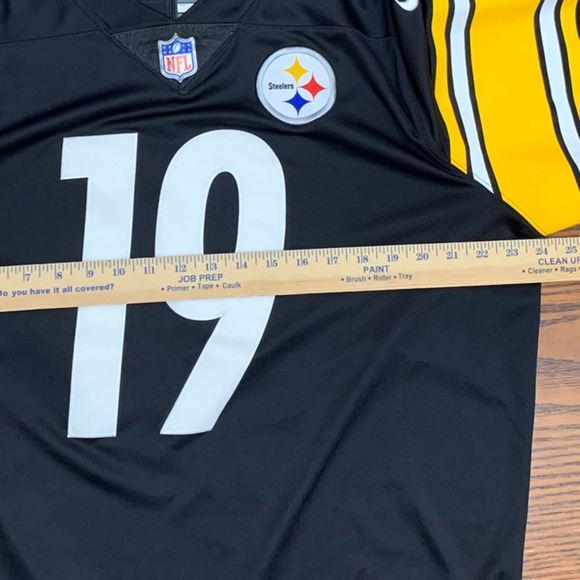 NFL
Steelers
19
7 8 9 10 11 12 13 14 15 16 17 18 19 20 21 22 23 24 25
Do you have it all covered?
JOB PREP
• Primer • Tape • Caulk
PAINT
• Brush • Roller • Tray
CLEAN UP
• Cleaner • Rags